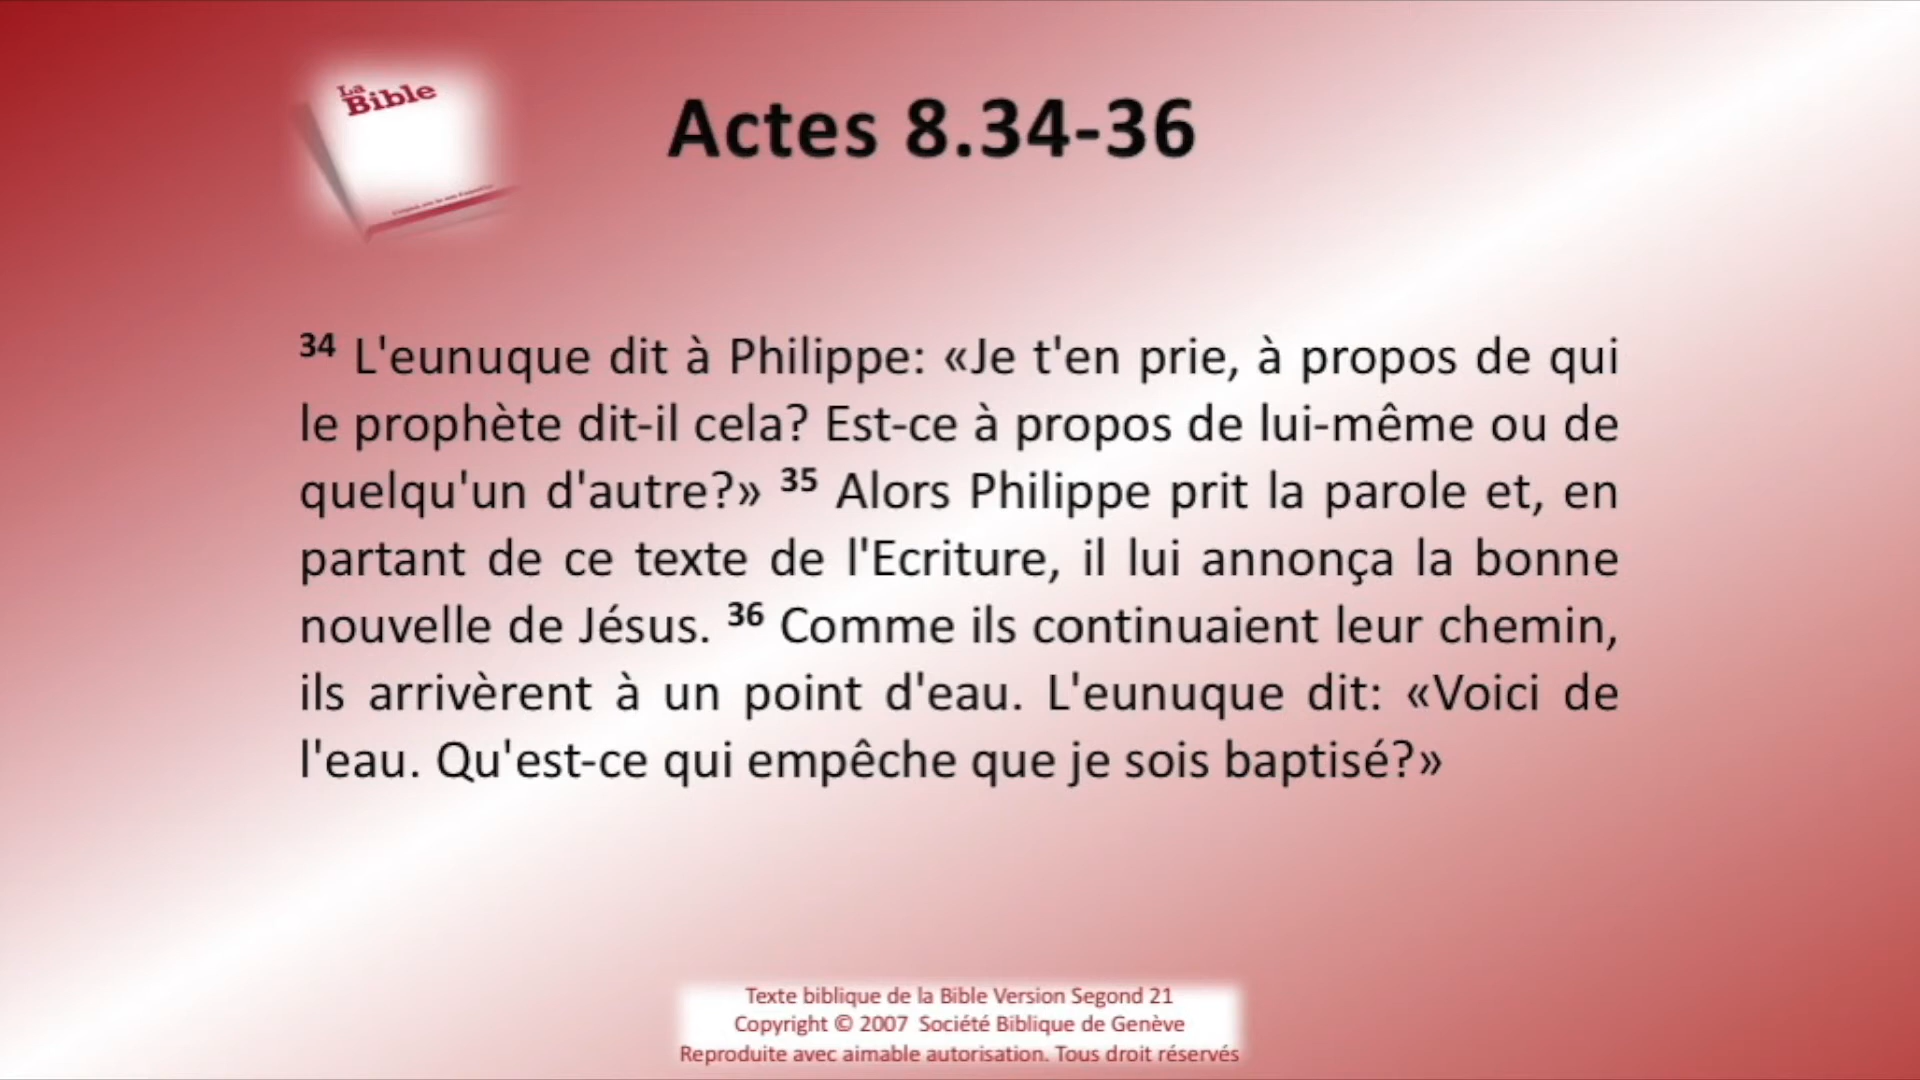 La
Bible
Actes 8.34-36
34 L'eunuque dit à Philippe: «Je t'en prie, à propos de qui
le prophète dit-il cela? Est-ce à propos de lui-même ou de
quelqu'un d'autre?» 35 Alors Philippe prit la parole et, en
partant de ce texte de l'Ecriture, il lui annonça la bonne
nouvelle de Jésus. 36 Comme ils continuaient leur chemin,
ils arrivèrent à un point d'eau. L'eunuque dit: «Voici de
l'eau. Qu'est-ce qui empêche que je sois baptisé?»
Texte biblique de la Bible Version Segond 21
Copyright © 2007 Société Biblique de Genève
Reproduite avec aimable autorisation. Tous droit réservés